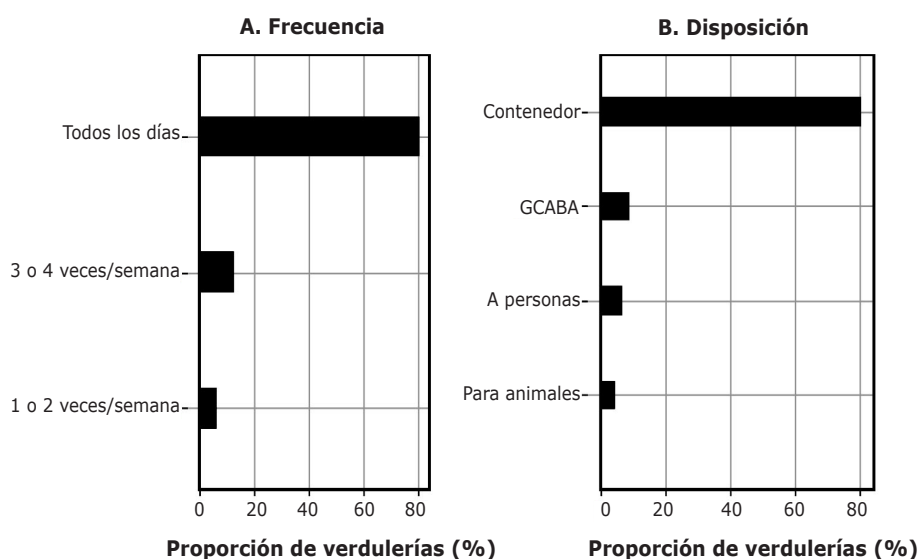 A. Frecuencia
Todos los días
3 o 4 veces/semana
1 o 2 veces/semana
0 20 40 60 80
Proporción de verdulerías (%)
B. Disposición
Contenedor
GCABA
A personas
Para animales
0 20 40 60 80
Proporción de verdulerías (%)